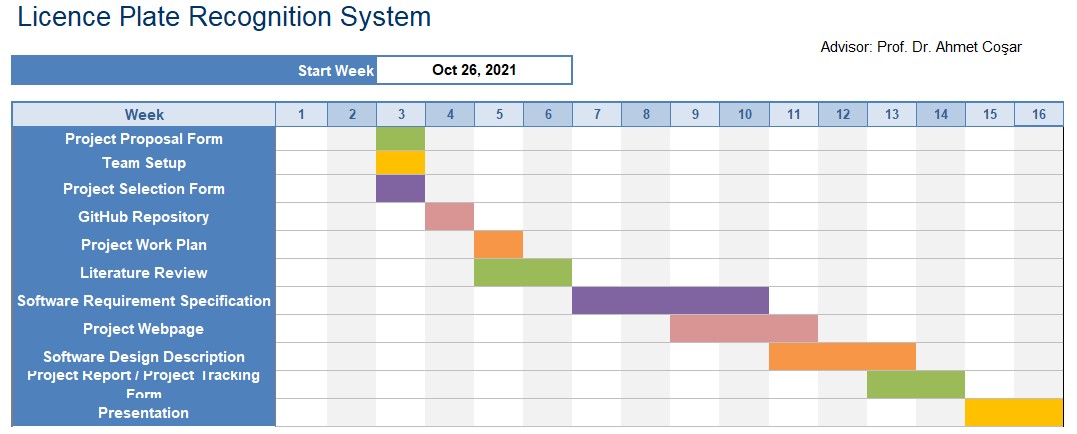 Licence Plate Recognition System
Advisor: Prof. Dr. Ahmet Coşar
Start Week Oct 26, 2021
Week 1 2 3 4 5 6 7 8 9 10 11 12 13 14 15 16
Project Proposal Form
Team Setup
Project Selection Form
GitHub Repository
Project Work Plan
Literature Review
Software Requirement Specification
Project Webpage
Software Design Description
Project Report / Project Tracking
Form
Presentation